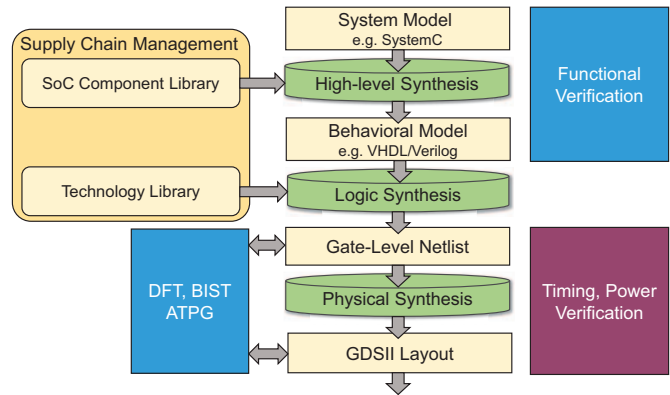 System Model
e.g. SystemC
Supply Chain Management
SoC Component Library
High-level Synthesis
Functional
Verification
Behavioral Model
e.g. VHDL/Verilog
Technology Library
Logic Synthesis
Gate-Level Netlist
DFT, BIST
ATPG
Physical Synthesis
Timing, Power
Verification
GDSII Layout